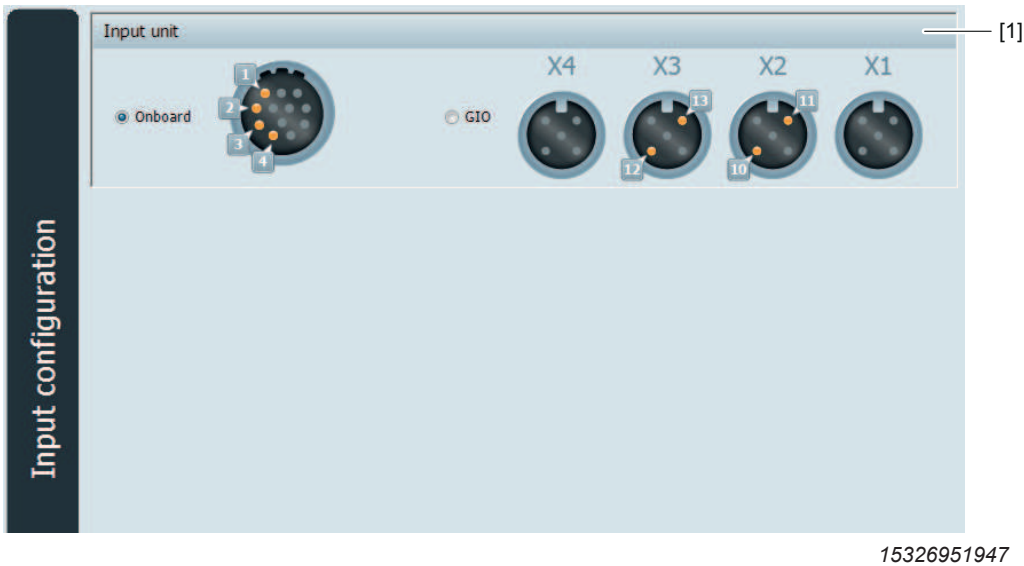 Input unit
[1]
X4 X3 X2 X1
1
2
3
4
Onboard
GIO
13
12
11
10
Input configuration
15326951947